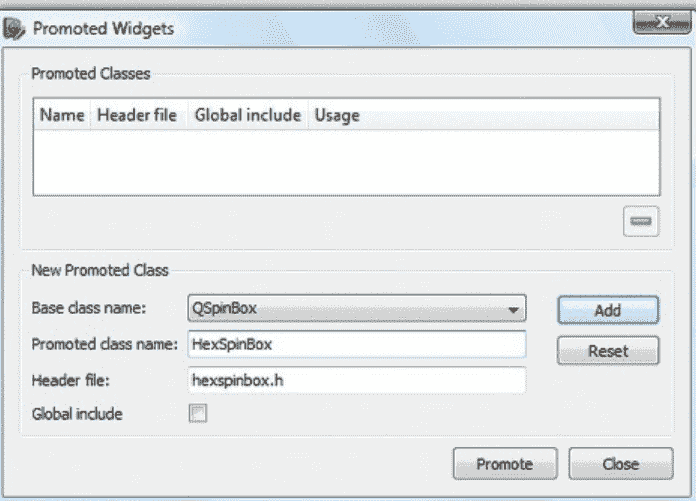 Promoted Widgets
Promoted Classes
Name Header file Global include Usage
New Promoted Class
Base class name: QSpinBox Add
Promoted class name: HexSpinBox
Reset
Header file: hexspinbox.h
Global include
Promote Close